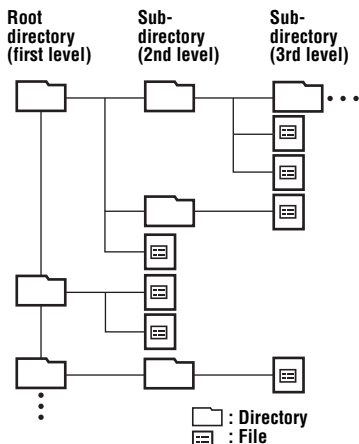 Root
directory
(first level)
Sub-
directory
(2nd level)
Sub-
directory
(3rd level)
: Directory
: File